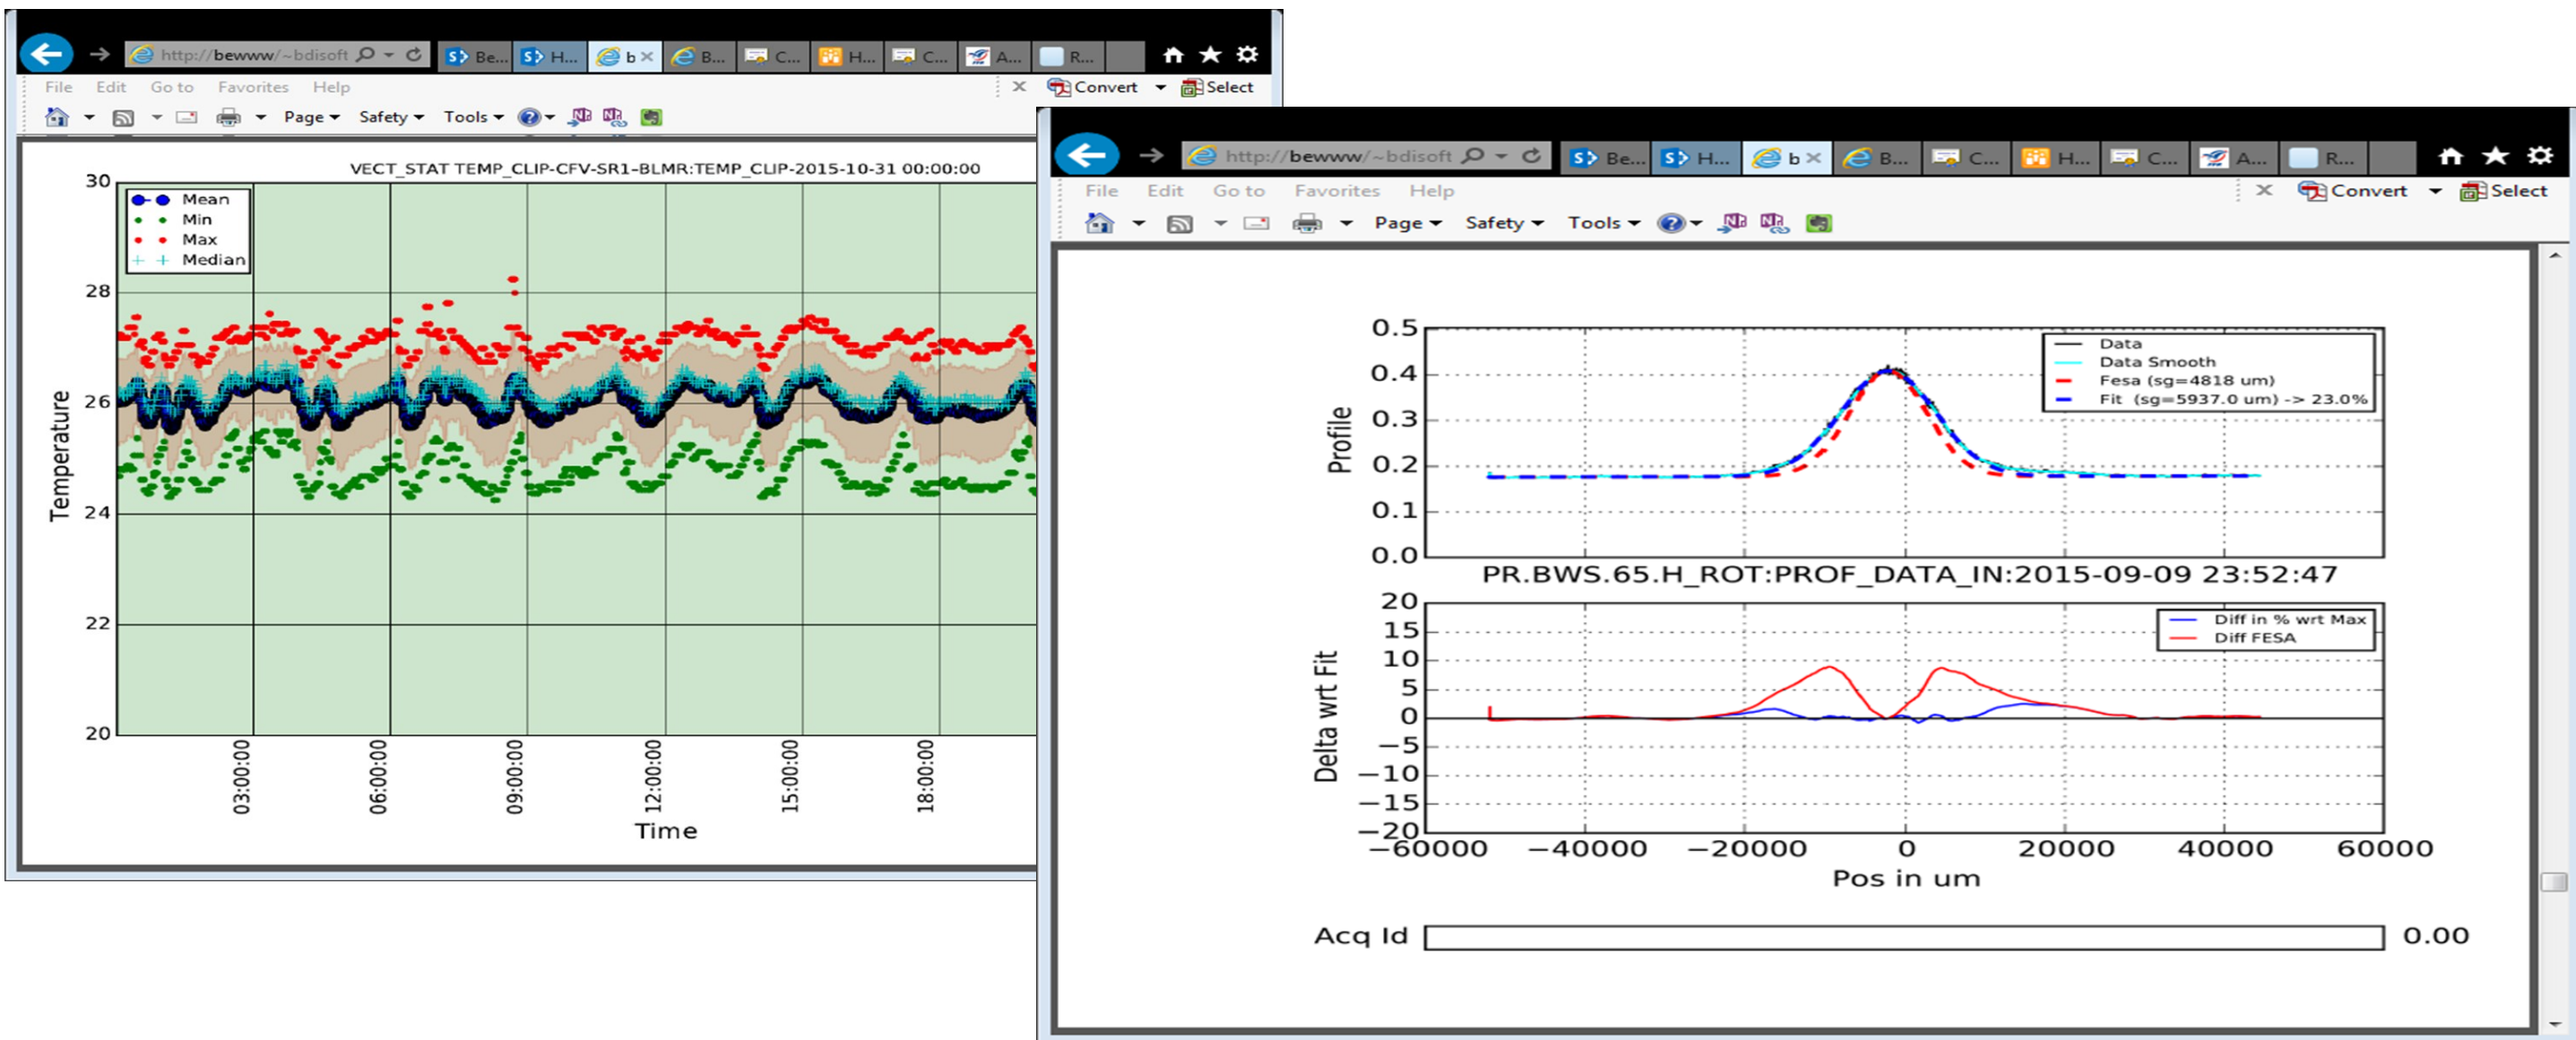 http://bewww/~bdisoft
Be...
H...
b
B...
C...
H...
C...
A...
R...
File Edit Go to Favorites Help
Convert Select
Page Safety Tools
VECT_STAT TEMP_CLIP-CFV-SR1-BLMR:TEMP_CLIP-2015-10-31 00:00:00
Mean
Min
Max
Median
30
28
26
24
22
20
Temperature
03:00:00
06:00:00
09:00:00
12:00:00
15:00:00
18:00:00
Time
http://bewww/~bdisoft
Be...
H...
b
B...
C...
H...
C...
A...
R...
File Edit Go to Favorites Help
Convert Select
Page Safety Tools
0.5
0.4
0.3
0.2
0.1
0.0
Profile
Data
Data Smooth
Fesa (sg=4818 um)
Fit (sg=5937.0 um) -> 23.0%
PR.BWS.65.H_ROT:PROF_DATA_IN:2015-09-09 23:52:47
20
15
10
5
0
−5
−10
−15
−20
Delta wrt Fit
Diff in % wrt Max
Diff FESA
−60000 −40000 −20000 0 20000 40000 60000
Pos in um
Acq Id 0.00